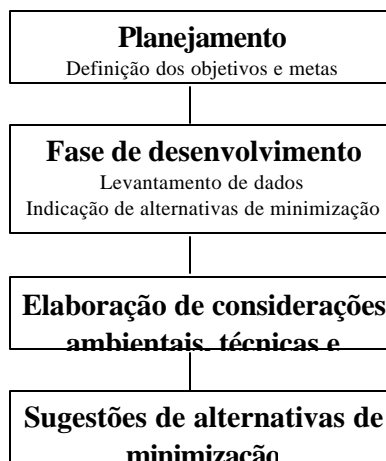 Planejamento
Definição dos objetivos e metas
Fase de desenvolvimento
Levantamento de dados
Indicação de alternativas de minimização
Elaboração de considerações
ambientais, técnicas e
Sugestões de alternativas de
minimização